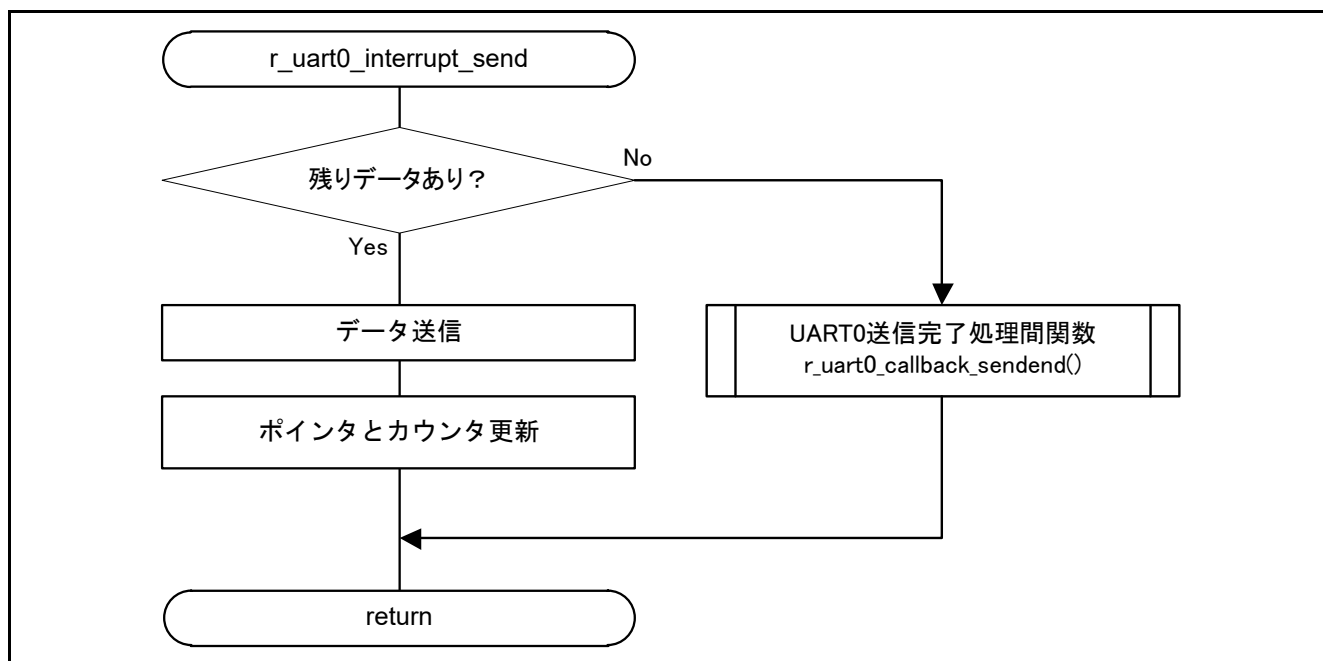 r_uart0_interrupt_send
残りデータあり？
No
Yes
データ送信
UART0送信完了処理間関数
r_uart0_callback_sendend()
ポインタとカウンタ更新
return